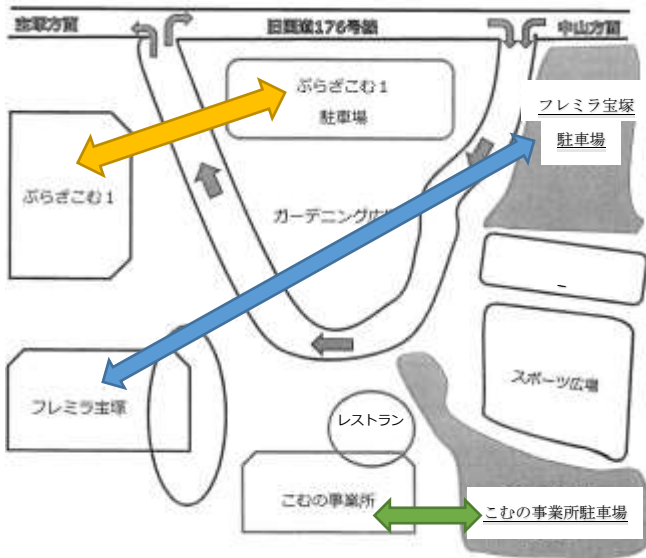 宝塚方面
旧国道176号線
中山方面
ぷらざこむ1
駐車場
フレミラ宝塚
駐車場
ぷらざこむ1
ガーデニング広
スポーツ広場
フレミラ宝塚
レストラン
こむの事業所
こむの事業所駐車場